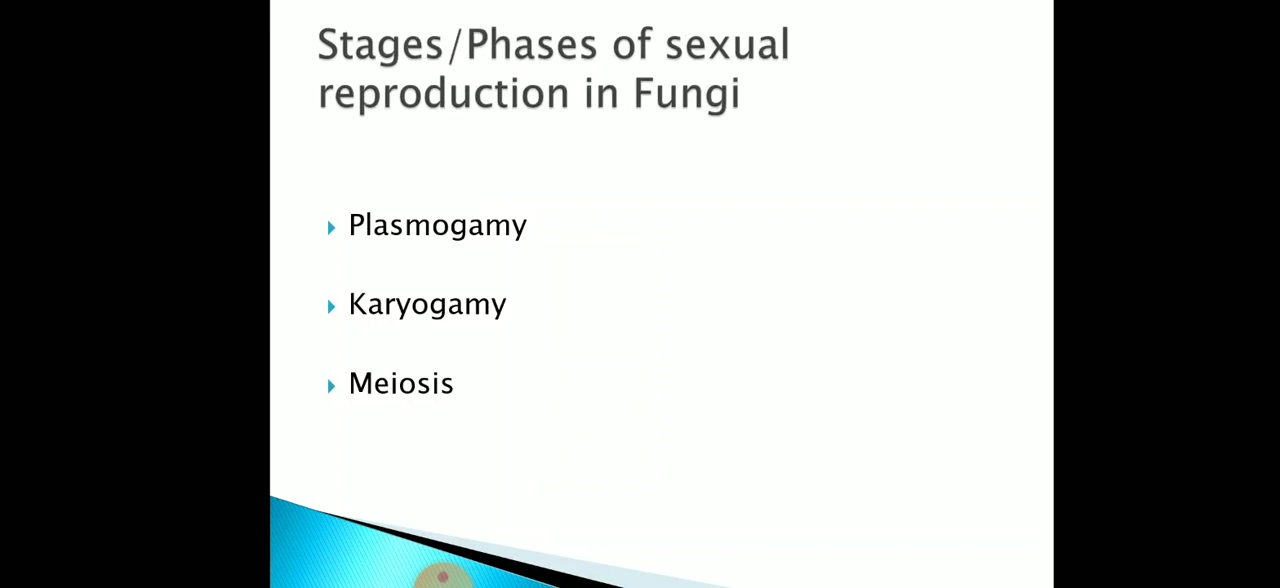 Stages/Phases of sexual
reproduction in Fungi
Plasmogamy
Karyogamy
Meiosis